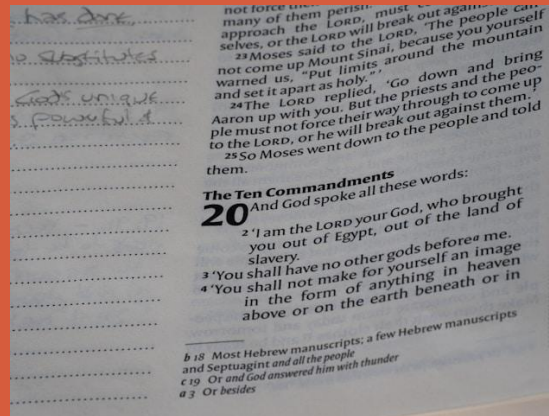 has done,
no substitutes
God's unique
powerful &
not force
many of them perish.
approach the LORD, must
selves, or the LORD will break out against
23Moses said to the LORD, 'The people can
not come up Mount Sinai, because you yourself
warned us, "Put limits around the mountain
and set it apart as holy."'
24The LORD replied, 'Go down and bring
Aaron up with you. But the priests and the peo-
ple must not force their way through to come up
to the LORD, or he will break out against them.'
25So Moses went down to the people and told
them.
The Ten Commandments
20 And God spoke all these words:
2 'I am the LORD your God, who brought
you out of Egypt, out of the land of
slavery.
3 'You shall have no other gods before a me.
4 'You shall not make for yourself an image
in the form of anything in heaven
above or on the earth beneath or in
b 18 Most Hebrew manuscripts; a few Hebrew manuscripts
and Septuagint and all the people
c 19 Or and God answered him with thunder
a 3 Or besides